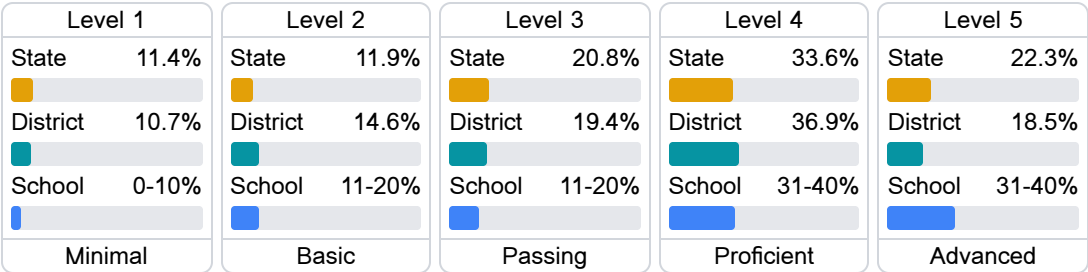 Level 1
State 11.4%
District 10.7%
School 0-10%
Minimal
Level 2
State 11.9%
District 14.6%
School 11-20%
Basic
Level 3
State 20.8%
District 19.4%
School 11-20%
Passing
Level 4
State 33.6%
District 36.9%
School 31-40%
Proficient
Level 5
State 22.3%
District 18.5%
School 31-40%
Advanced